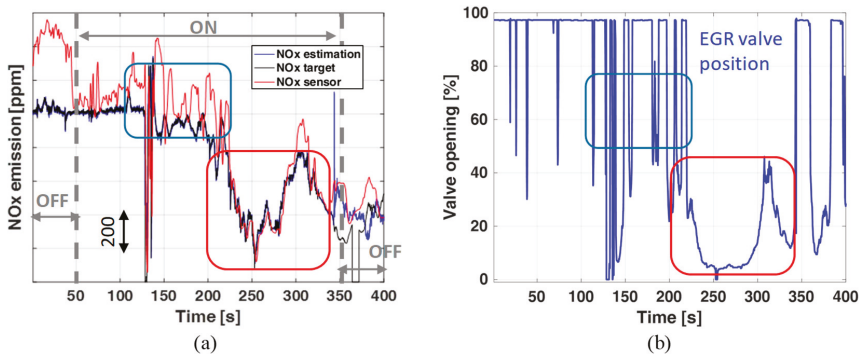 ON
NOx estimation
NOx target
NOx sensor
OFF
200
OFF
NOx emission [ppm]
50 100 150 200 250 300 350 400
Time [s]
(a)
EGR valve
position
Valve opening [%]
100
80
60
40
20
0
50 100 150 200 250 300 350 400
Time [s]
(b)